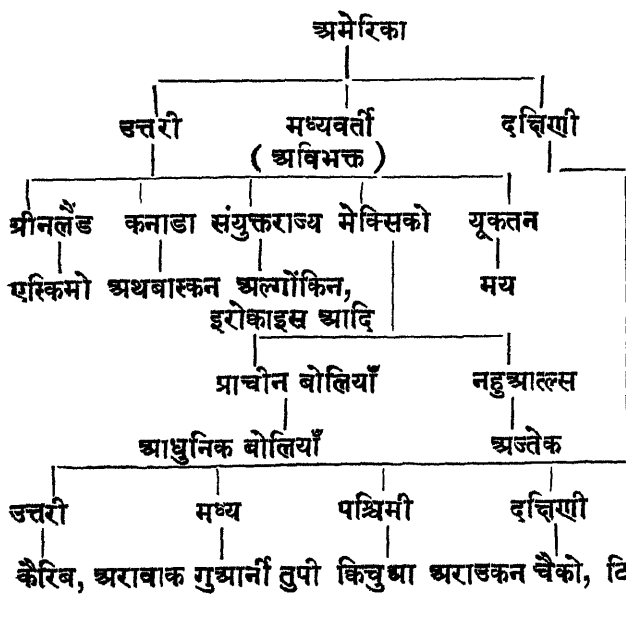 अमेरिका
उत्तरी मध्यवर्ती दक्षिणी
( अविभक्त )
ग्रीनलैंड कनाडा संयुक्तराज्य मेक्सिको यूकतन
एस्किमो अथबास्कन अल्गोंकिन, मय
इरोक्वाइस आदि
प्राचीन बोलियाँ नहुआत्ल्स
आधुनिक बोलियाँ अज्तेक
उत्तरी मध्य पश्चिमी दक्षिणी
कैरिब, अरावाक गुआर्नी तुपी किचुआ अराउकन चैको,